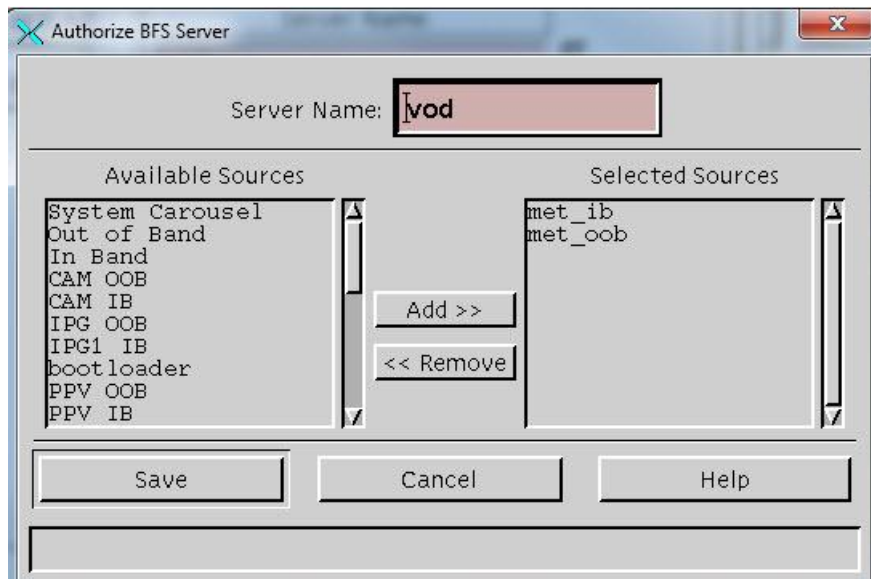 Authorize BFS Server
Server Name: vod
Available Sources
System Carousel
Out of Band
In Band
CAM OOB
CAM IB
IPG OOB
IPG1 IB
bootloader
PPV OOB
PPV IB
Add >>
<< Remove
Selected Sources
met_ib
met_oob
Save
Cancel
Help